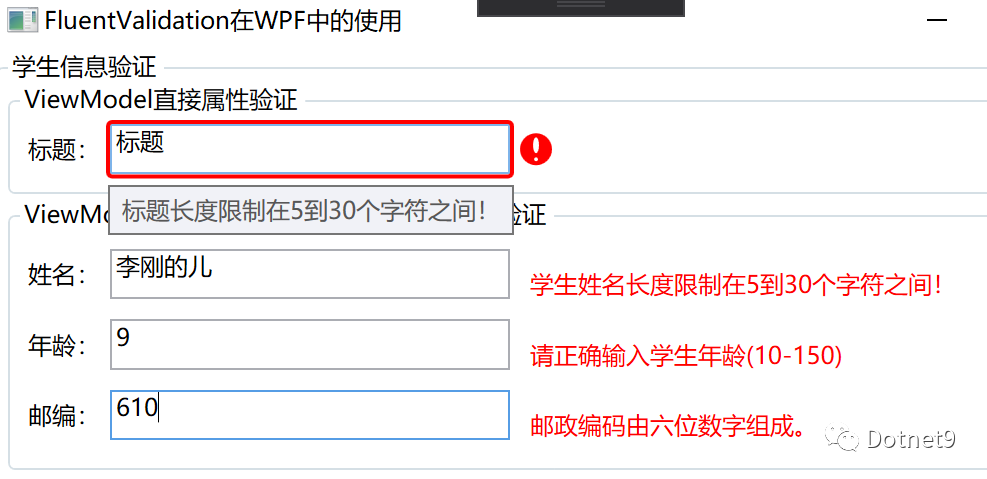 FluentValidation在WPF中的使用
学生信息验证
ViewModel直接属性验证
标题：
标题
标题长度限制在5到30个字符之间！
ViewMo
验证
姓名：
李刚的儿
学生姓名长度限制在5到30个字符之间！
年龄：
9
请正确输入学生年龄(10-150)
邮编：
610
邮政编码由六位数字组成。
Dotnet9